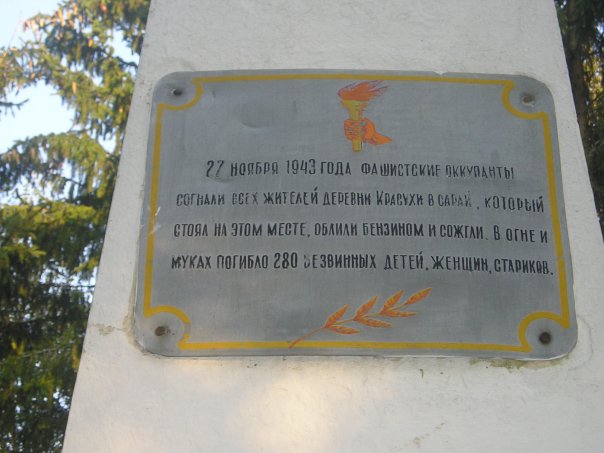 27 НОЯБРЯ 1943 ГОДА ФАШИСТСКИЕ ОККУПАНТЫ
СОГНАЛИ ВСЕХ ЖИТЕЛЕЙ ДЕРЕВНИ КРАСУХИ В САРАЙ, КОТОРЫЙ
СТОЯЛ НА ЭТОМ МЕСТЕ, ОБЛИЛИ БЕНЗИНОМ И СОЖГЛИ. В ОГНЕ И
МУКАХ ПОГИБЛО 280 БЕЗВИННЫХ ДЕТЕЙ, ЖЕНЩИН, СТАРИКОВ.